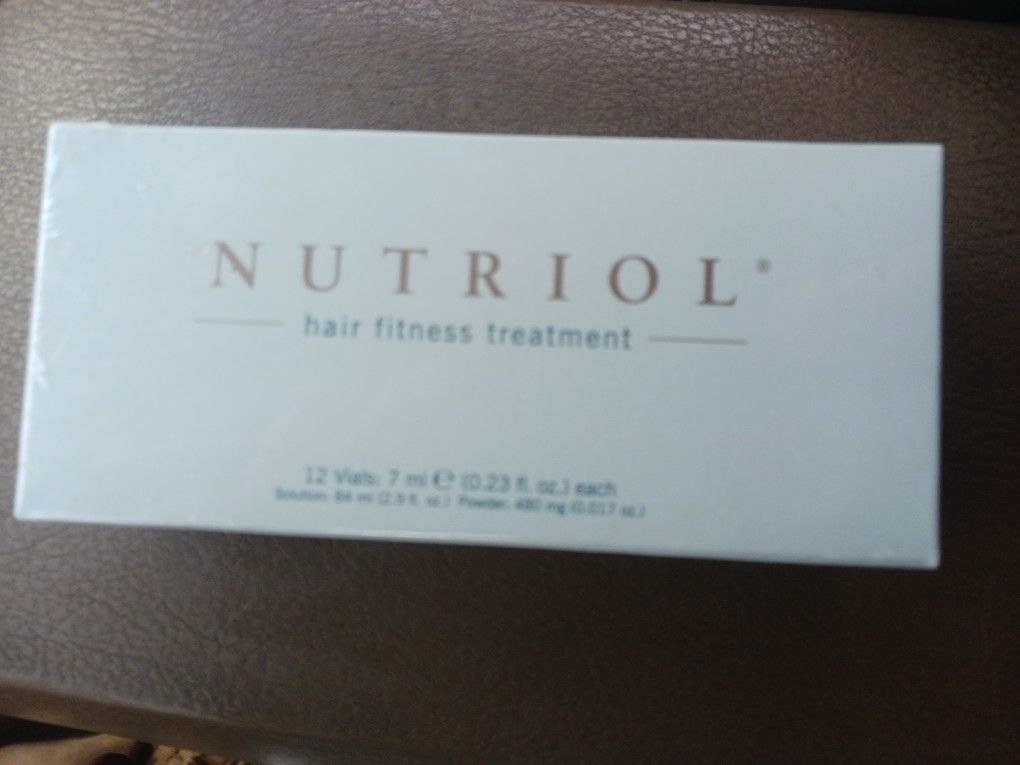 NUTRIOL®
hair fitness treatment
12 Vials: 7 ml ℮ (0.23 fl. oz.) each
Solution: 84 ml (2.9 fl. oz.) Powder: 480 mg (0.017 oz.)